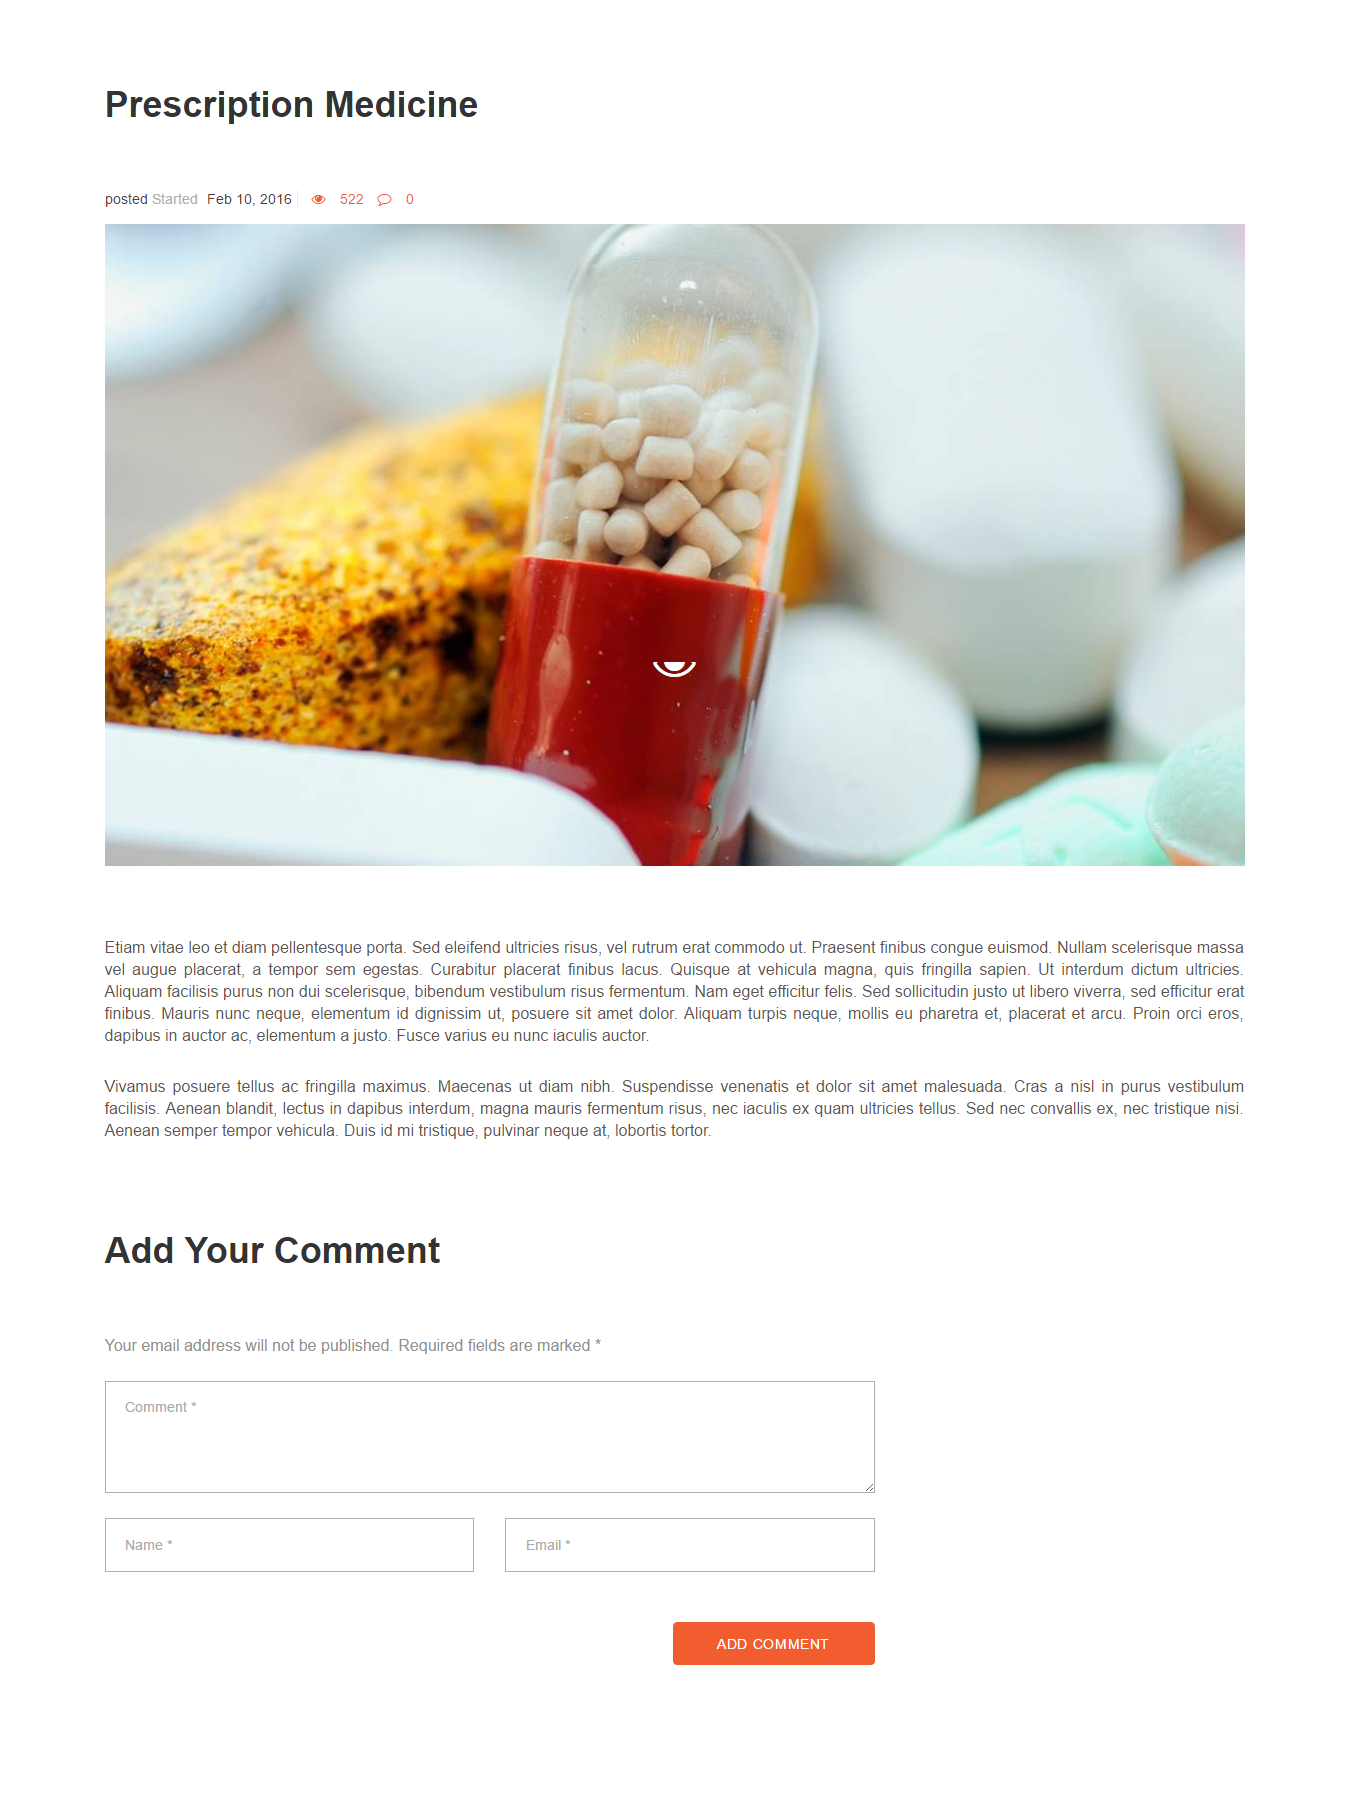 Prescription Medicine
posted Started Feb 10, 2016 522 0
Etiam vitae leo et diam pellentesque porta. Sed eleifend ultricies risus, vel rutrum erat commodo ut. Praesent finibus congue euismod. Nullam scelerisque massa
vel augue placerat, a tempor sem egestas. Curabitur placerat finibus lacus. Quisque at vehicula magna, quis fringilla sapien. Ut interdum dictum ultricies.
Aliquam facilisis purus non dui scelerisque, bibendum vestibulum risus fermentum. Nam eget efficitur felis. Sed sollicitudin justo ut libero viverra, sed efficitur erat
finibus. Mauris nunc neque, elementum id dignissim ut, posuere sit amet dolor. Aliquam turpis neque, mollis eu pharetra et, placerat et arcu. Proin orci eros,
dapibus in auctor ac, elementum a justo. Fusce varius eu nunc iaculis auctor.
Vivamus posuere tellus ac fringilla maximus. Maecenas ut diam nibh. Suspendisse venenatis et dolor sit amet malesuada. Cras a nisl in purus vestibulum
facilisis. Aenean blandit, lectus in dapibus interdum, magna mauris fermentum risus, nec iaculis ex quam ultricies tellus. Sed nec convallis ex, nec tristique nisi.
Aenean semper tempor vehicula. Duis id mi tristique, pulvinar neque at, lobortis tortor.
Add Your Comment
Your email address will not be published. Required fields are marked *
Comment *
Name * Email *
ADD COMMENT